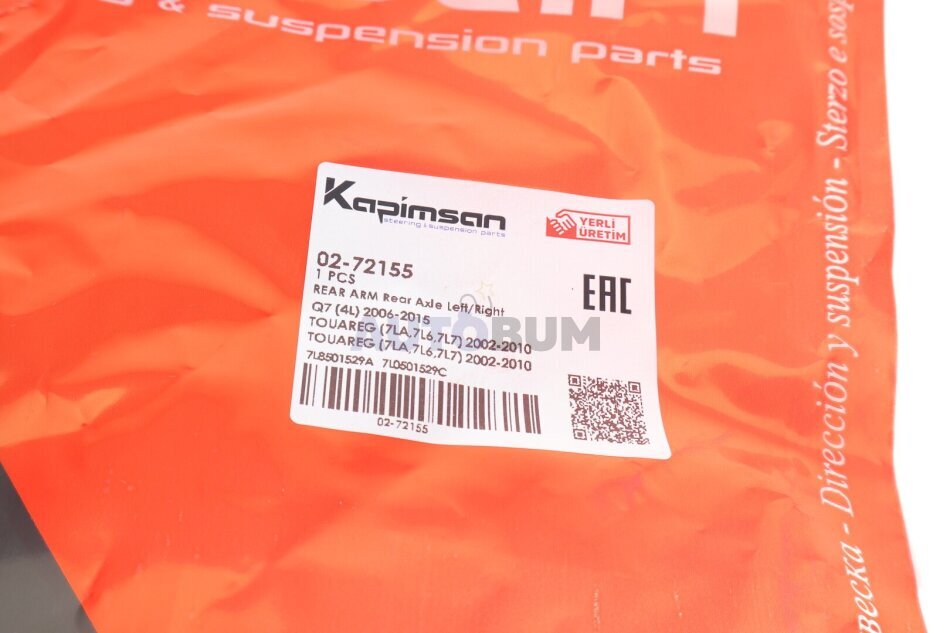 & suspension parts
Kapimsan
steering & suspension parts
YERLİ
ÜRETİM
02-72155
1 PCS
REAR ARM Rear Axle Left/Right
Q7 (4L) 2006-2015
TOUAREG (7LA,7L6,7L7) 2002-2010
TOUAREG (7LA,7L6,7L7) 2002-2010
7L8501529A 7L0501529C
EAC
02-72155
AUTOBUM
веска - Dirección y suspensión - Sterzo e sosp